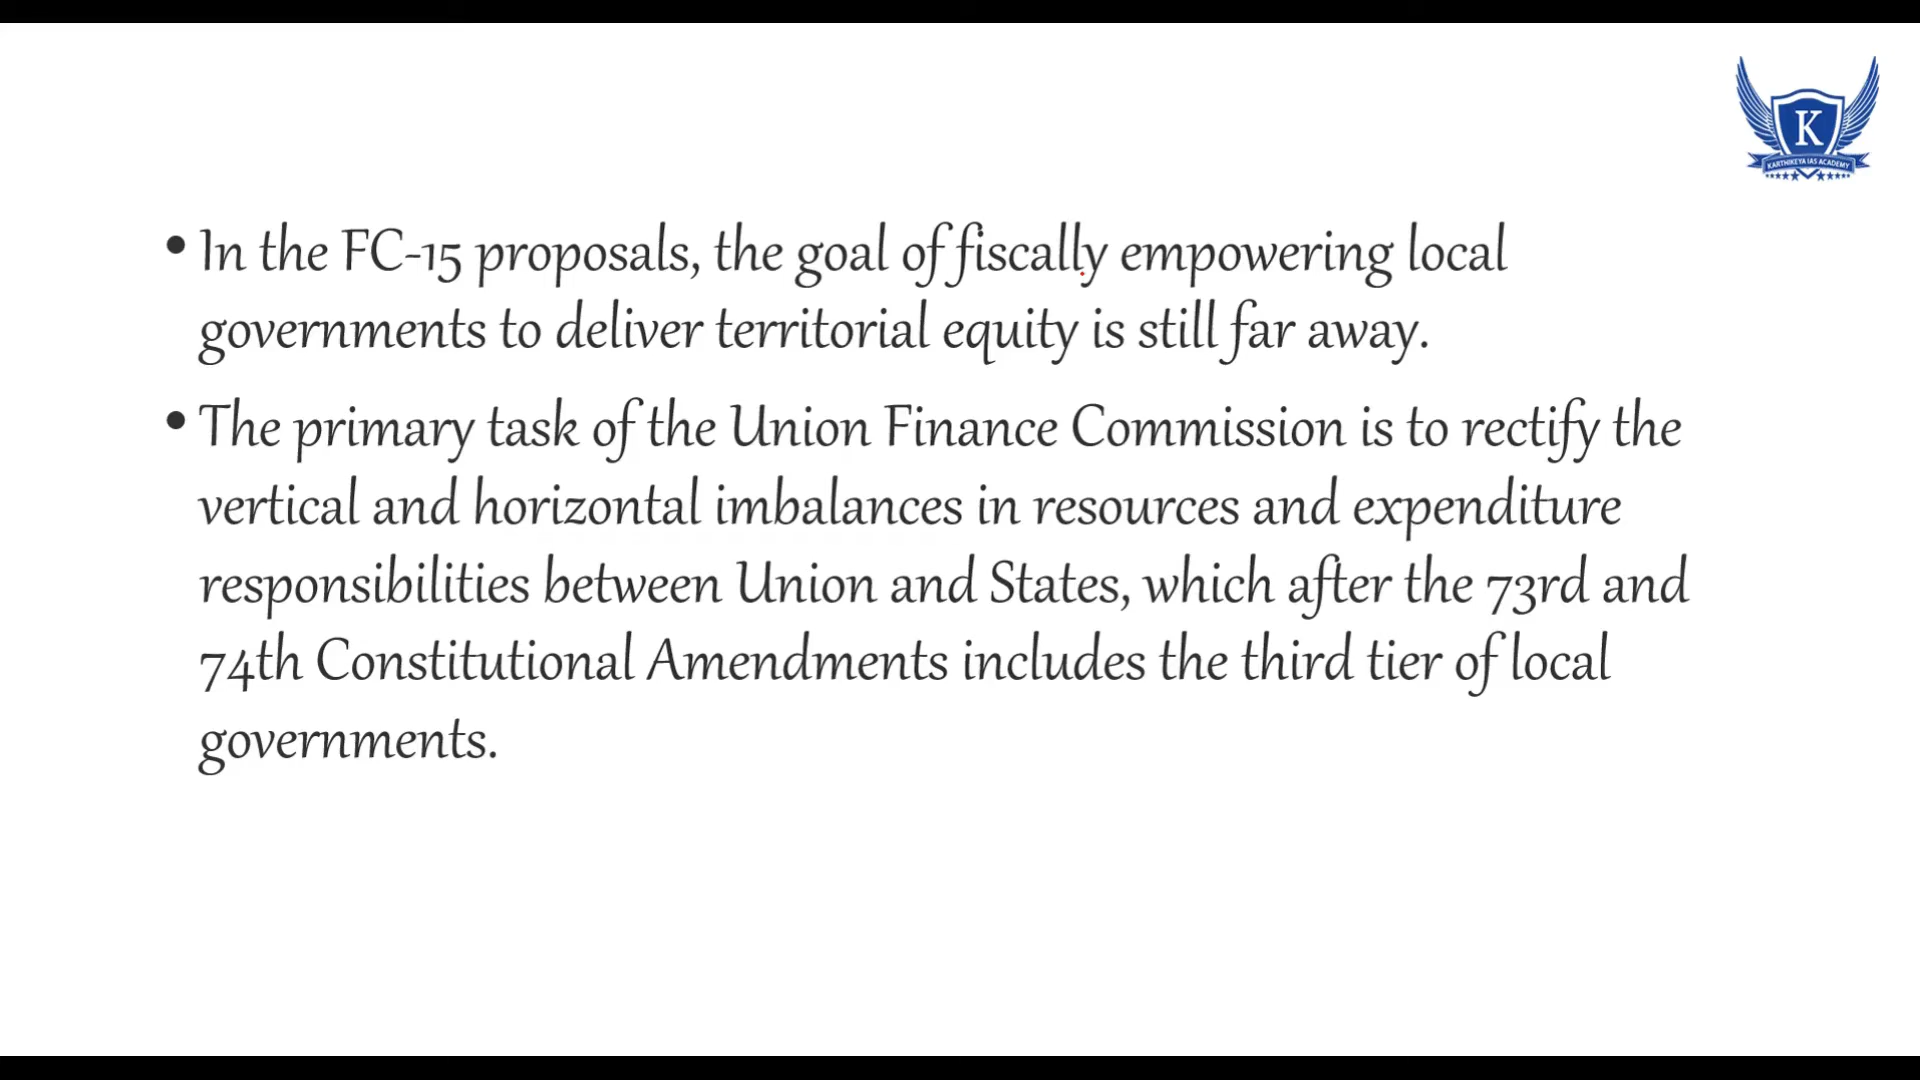 K
KARTHIKEYA IAS ACADEMY
• In the FC-15 proposals, the goal of fiscally empowering local
governments to deliver territorial equity is still far away.
• The primary task of the Union Finance Commission is to rectify the
vertical and horizontal imbalances in resources and expenditure
responsibilities between Union and States, which after the 73rd and
74th Constitutional Amendments includes the third tier of local
governments.